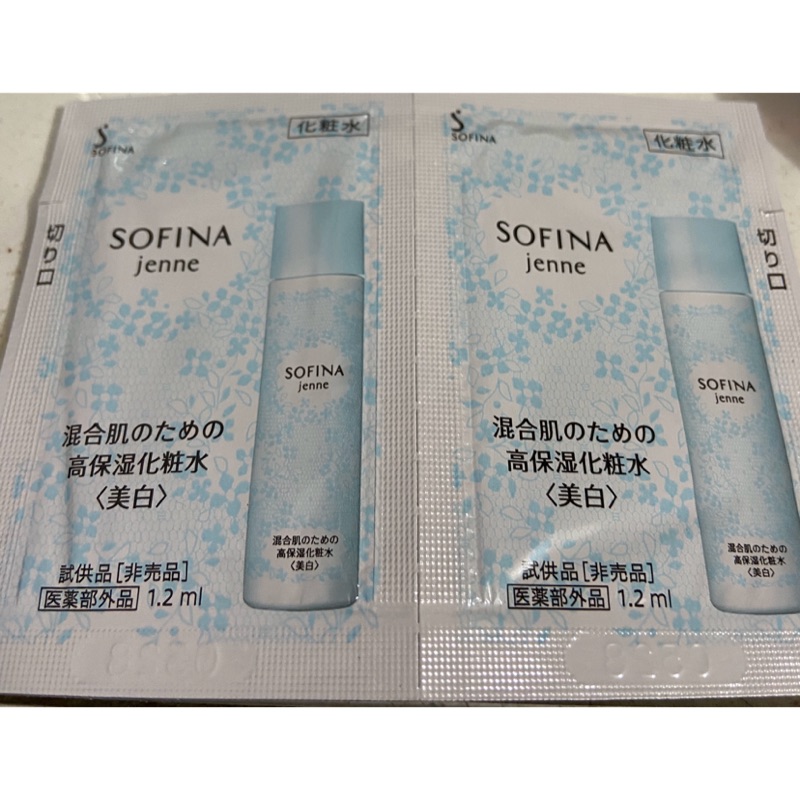 SOFINA
化粧水
SOFINA
jenne
切り口
SOFINA
jenne
混合肌のための
高保湿化粧水
〈美白〉
混合肌のための
高保湿化粧水
〈美白〉
試供品[非売品]
医薬部外品 1.2 ml
SOFINA
化粧水
SOFINA
jenne
切り口
SOFINA
jenne
混合肌のための
高保湿化粧水
〈美白〉
混合肌のための
高保湿化粧水
〈美白〉
試供品[非売品]
医薬部外品 1.2 ml